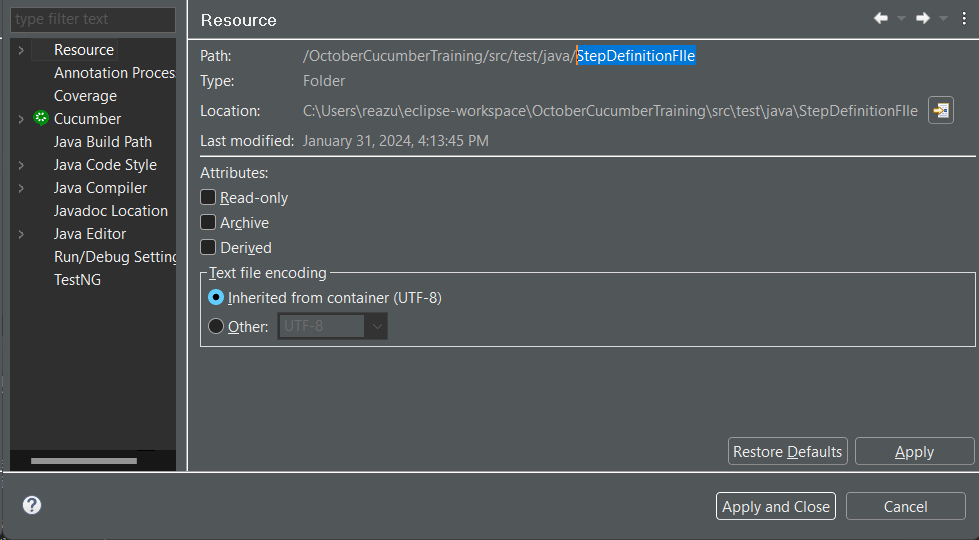 type filter text
Resource
Annotation Proces
Coverage
Cucumber
Java Build Path
Java Code Style
Java Compiler
Javadoc Location
Java Editor
Run/Debug Setting
TestNG
Resource
Path: /OctoberCucumberTraining/src/test/java/StepDefinitionFIle
Type: Folder
Location: C:\Users\reazu\eclipse-workspace\OctoberCucumberTraining\src\test\java\StepDefinitionFIle
Last modified: January 31, 2024, 4:13:45 PM
Attributes:
Read-only
Archive
Derived
Text file encoding
Inherited from container (UTF-8)
Other: UTF-8
Restore Defaults Apply
? Apply and Close Cancel